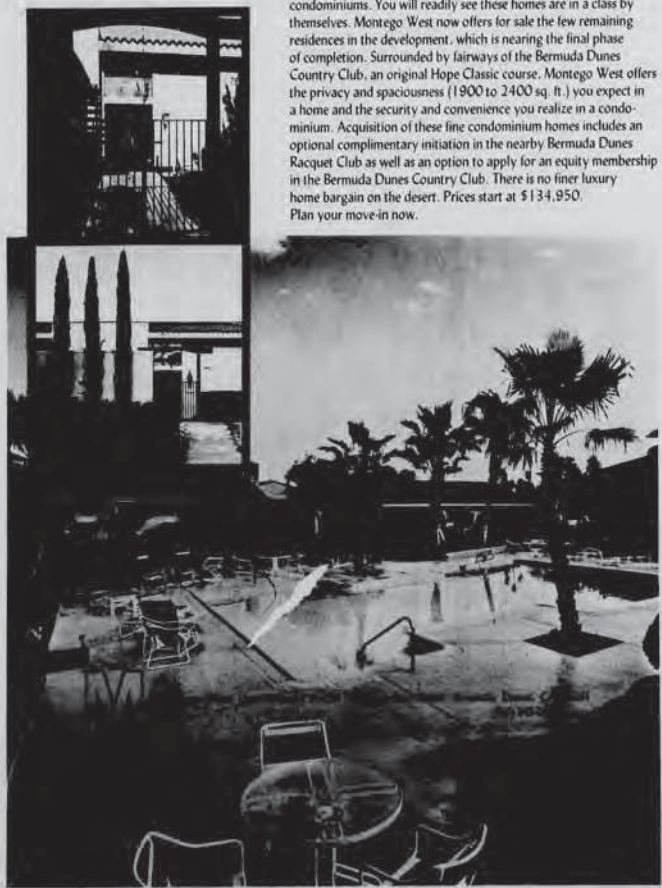 condominiums. You will readily see these homes are in a class by
themselves. Montego West now offers for sale the few remaining
residences in the development, which is nearing the final phase
of completion. Surrounded by fairways of the Bermuda Dunes
Country Club, an original Hope Classic course, Montego West offers
the privacy and spaciousness (1900 to 2400 sq. ft.) you expect in
a home and the security and convenience you realize in a condo-
minium. Acquisition of these fine condominium homes includes an
optional complimentary initiation in the nearby Bermuda Dunes
Racquet Club as well as an option to apply for an equity membership
in the Bermuda Dunes Country Club. There is no finer luxury
home bargain on the desert. Prices start at $134,950.
Plan your move-in now.